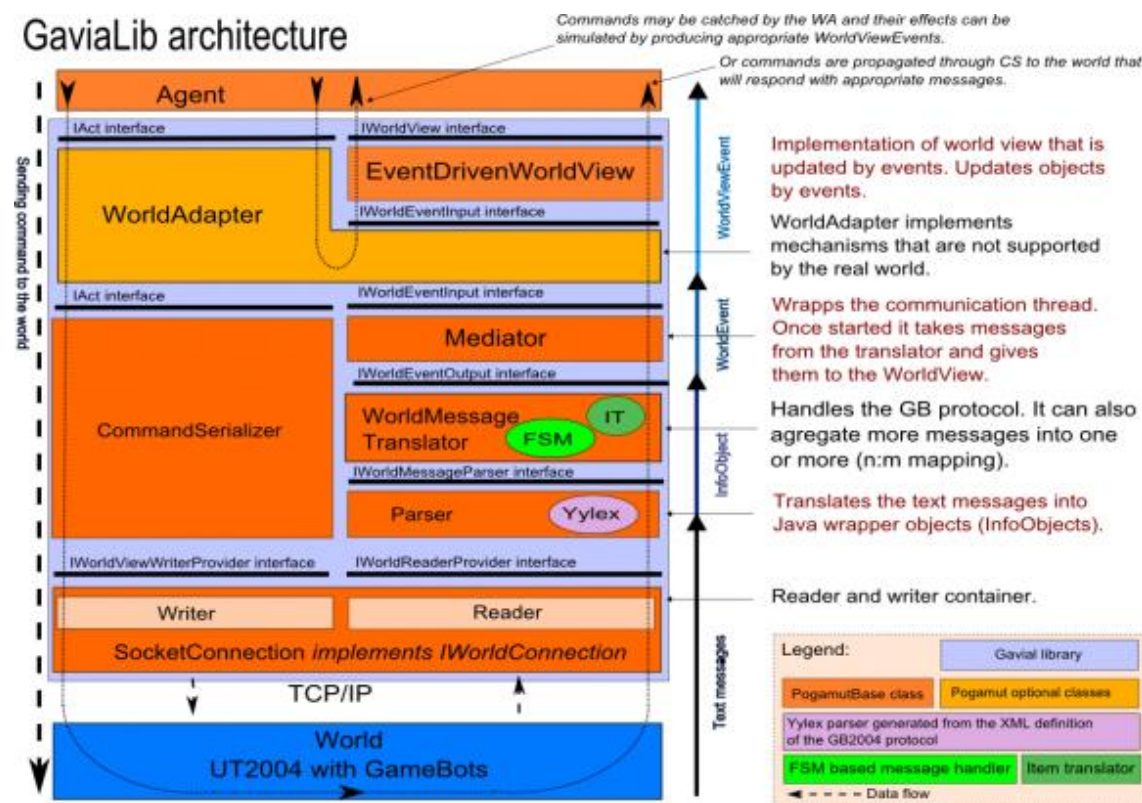 GaviaLib architecture
Commands may be catched by the WA and their effects can be
simulated by producing appropriate WorldViewEvents.
Or commands are propagated through CS to the world that
will respond with appropriate messages.
Sending command to the world
Agent
IAct interface
IWorldView interface
EventDrivenWorldView
WorldAdapter
IWorldEventInput interface
IAct interface
IWorldEventInput interface
Mediator
IWorldEventOutput interface
CommandSerializer
WorldMessage
Translator
FSM
IT
IWorldMessageParser interface
Parser
Yylex
IWorldViewWriterProvider interface
IWorldReaderProvider interface
Writer
Reader
SocketConnection implements IWorldConnection
TCP/IP
World
UT2004 with GameBots
WorldViewEvent
WorldEvent
InfoObject
Text messages
Implementation of world view that is
updated by events. Updates objects
by events.
WorldAdapter implements
mechanisms that are not supported
by the real world.
Wrapps the communication thread.
Once started it takes messages
from the translator and gives
them to the WorldView.
Handles the GB protocol. It can also
agregate more messages into one
or more (n:m mapping).
Translates the text messages into
Java wrapper objects (InfoObjects).
Reader and writer container.
Legend:
Gavial library
PogamutBase class
Pogamut optional classes
Yylex parser generated from the XML definition
of the GB2004 protocol
FSM based message handler
Item translator
Data flow